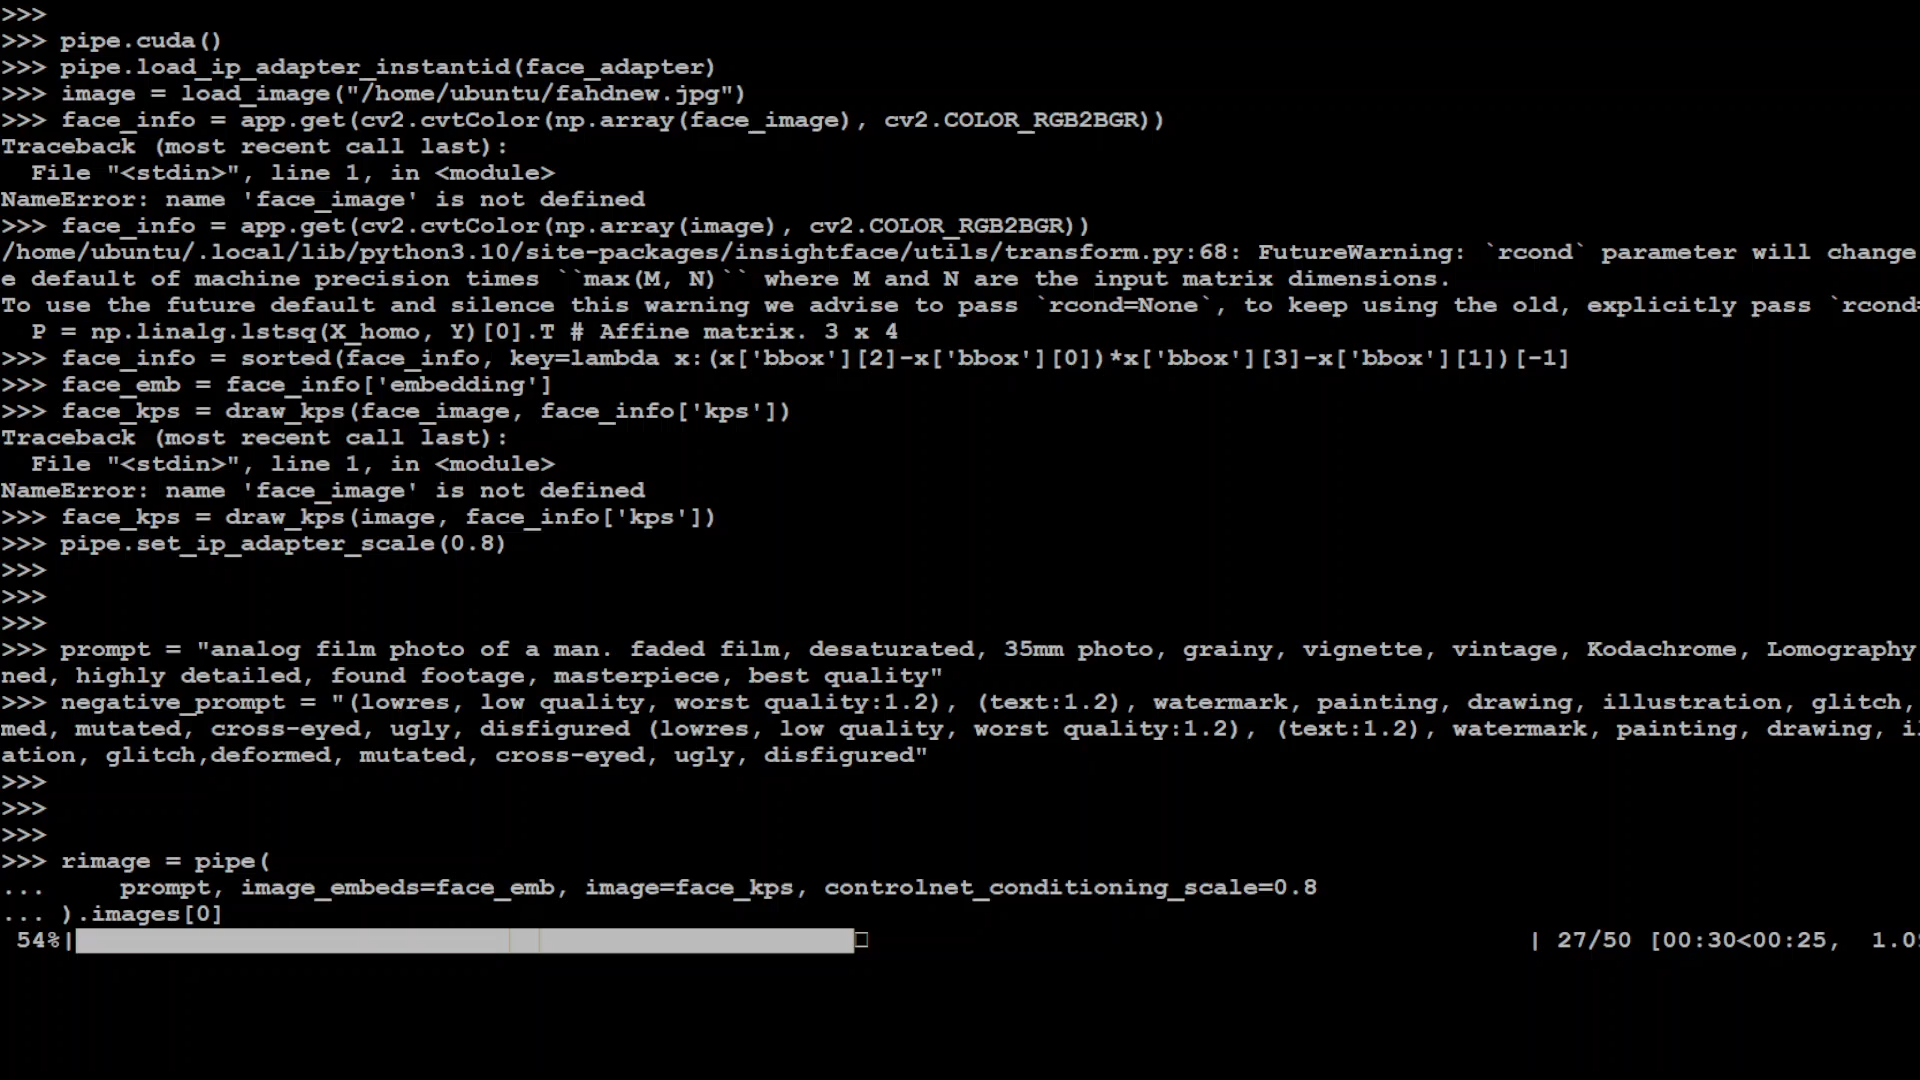 >>>
>>> pipe.cuda()
>>> pipe.load_ip_adapter_instantid(face_adapter)
>>> image = load_image("/home/ubuntu/fahdnew.jpg")
>>> face_info = app.get(cv2.cvtColor(np.array(face_image), cv2.COLOR_RGB2BGR))
Traceback (most recent call last):
  File "<stdin>", line 1, in <module>
NameError: name 'face_image' is not defined
>>> face_info = app.get(cv2.cvtColor(np.array(image), cv2.COLOR_RGB2BGR))
/home/ubuntu/.local/lib/python3.10/site-packages/insightface/utils/transform.py:68: FutureWarning: `rcond` parameter will change
e default of machine precision times ``max(M, N)`` where M and N are the input matrix dimensions.
To use the future default and silence this warning we advise to pass `rcond=None`, to keep using the old, explicitly pass `rcond=
  P = np.linalg.lstsq(X_homo, Y)[0].T # Affine matrix. 3 x 4
>>> face_info = sorted(face_info, key=lambda x:(x['bbox'][2]-x['bbox'][0])*x['bbox'][3]-x['bbox'][1])[-1]
>>> face_emb = face_info['embedding']
>>> face_kps = draw_kps(face_image, face_info['kps'])
Traceback (most recent call last):
  File "<stdin>", line 1, in <module>
NameError: name 'face_image' is not defined
>>> face_kps = draw_kps(image, face_info['kps'])
>>> pipe.set_ip_adapter_scale(0.8)
>>>
>>>
>>>
>>> prompt = "analog film photo of a man. faded film, desaturated, 35mm photo, grainy, vignette, vintage, Kodachrome, Lomography
ned, highly detailed, found footage, masterpiece, best quality"
>>> negative_prompt = "(lowres, low quality, worst quality:1.2), (text:1.2), watermark, painting, drawing, illustration, glitch,
med, mutated, cross-eyed, ugly, disfigured (lowres, low quality, worst quality:1.2), (text:1.2), watermark, painting, drawing, i
ation, glitch,deformed, mutated, cross-eyed, ugly, disfigured"
>>>
>>>
>>>
>>> rimage = pipe(
...     prompt, image_embeds=face_emb, image=face_kps, controlnet_conditioning_scale=0.8
... ).images[0]
 54%| | 27/50 [00:30<00:25,  1.0